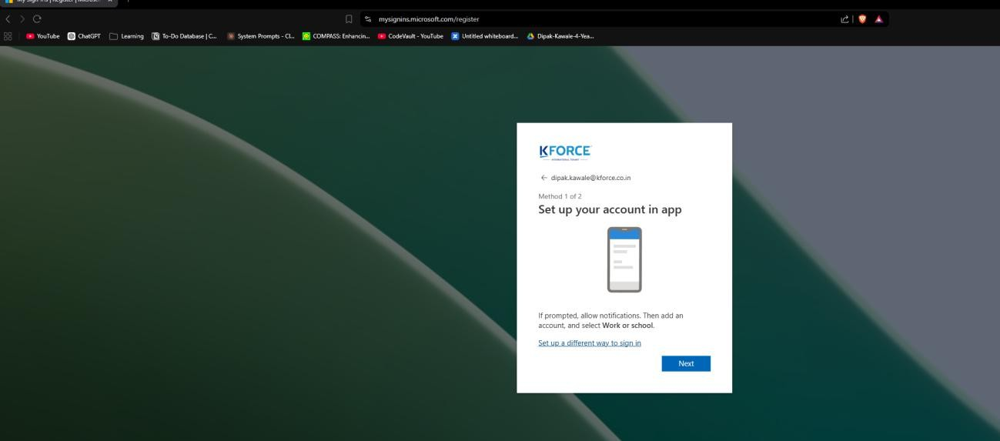 My Sign-Ins | Register | Microsoft
mysignins.microsoft.com/register
YouTube ChatGPT Learning To-Do Database | C... System Prompts - Cl... COMPASS: Enhancin... CodeVault - YouTube Untitled whiteboard... Dipak-Kawale-4-Yea...
KFORCE
dipak.kawale@kforce.co.in
Method 1 of 2
Set up your account in app
If prompted, allow notifications. Then add an
account, and select Work or school.
Set up a different way to sign in
Next